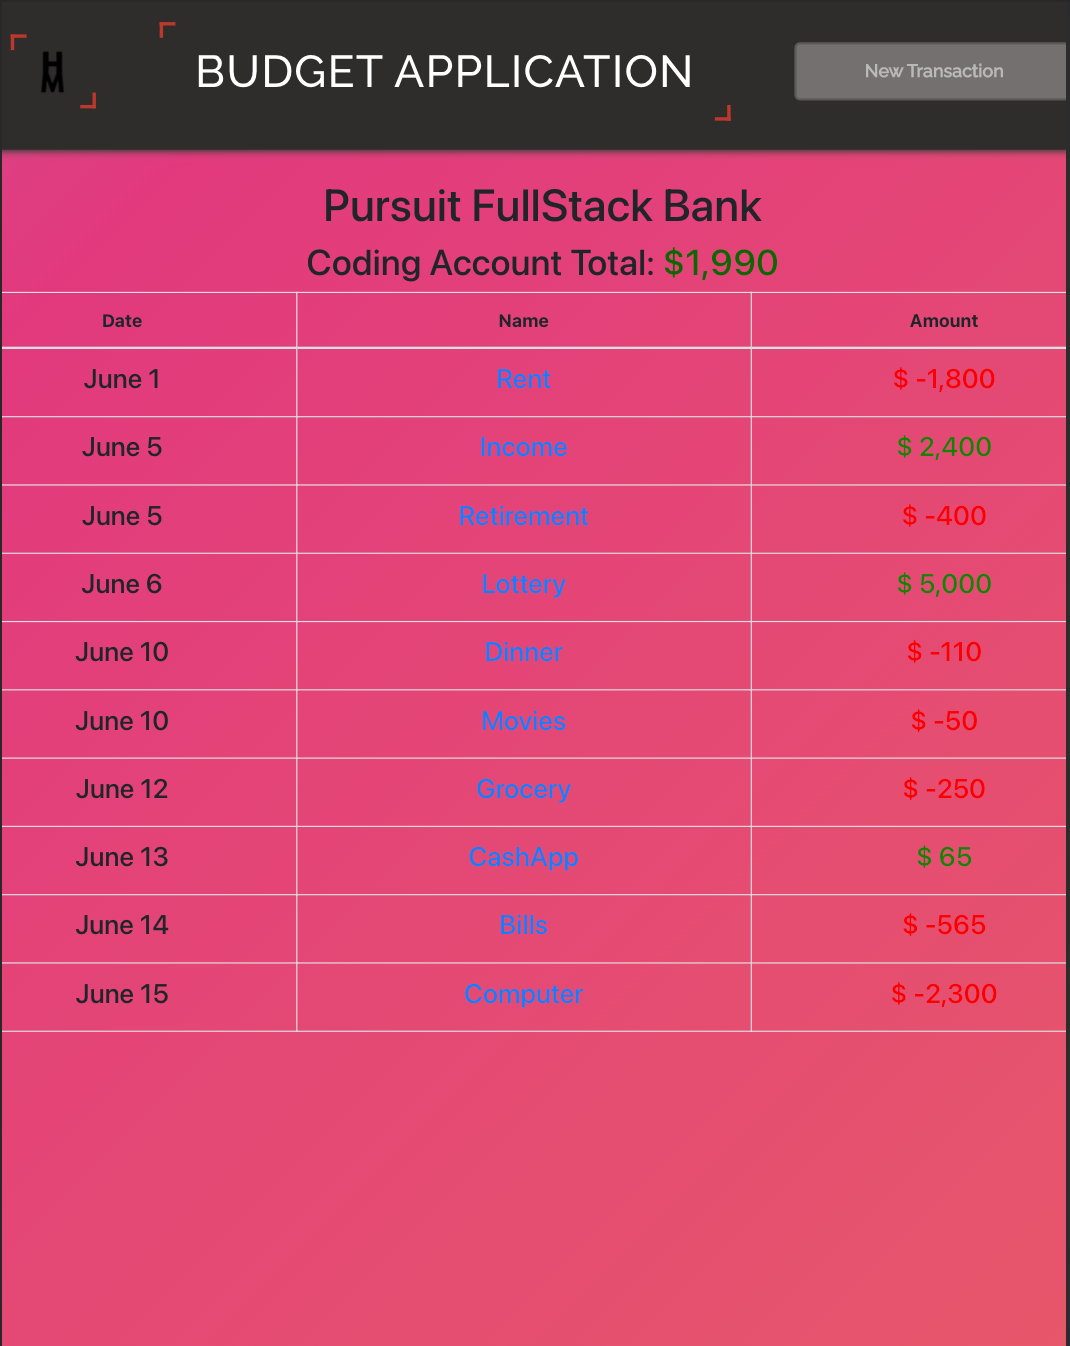 HM
BUDGET APPLICATION
New Transaction
Pursuit FullStack Bank
Coding Account Total: $1,990
Date Name Amount
June 1 Rent $ -1,800
June 5 Income $ 2,400
June 5 Retirement $ -400
June 6 Lottery $ 5,000
June 10 Dinner $ -110
June 10 Movies $ -50
June 12 Grocery $ -250
June 13 CashApp $ 65
June 14 Bills $ -565
June 15 Computer $ -2,300